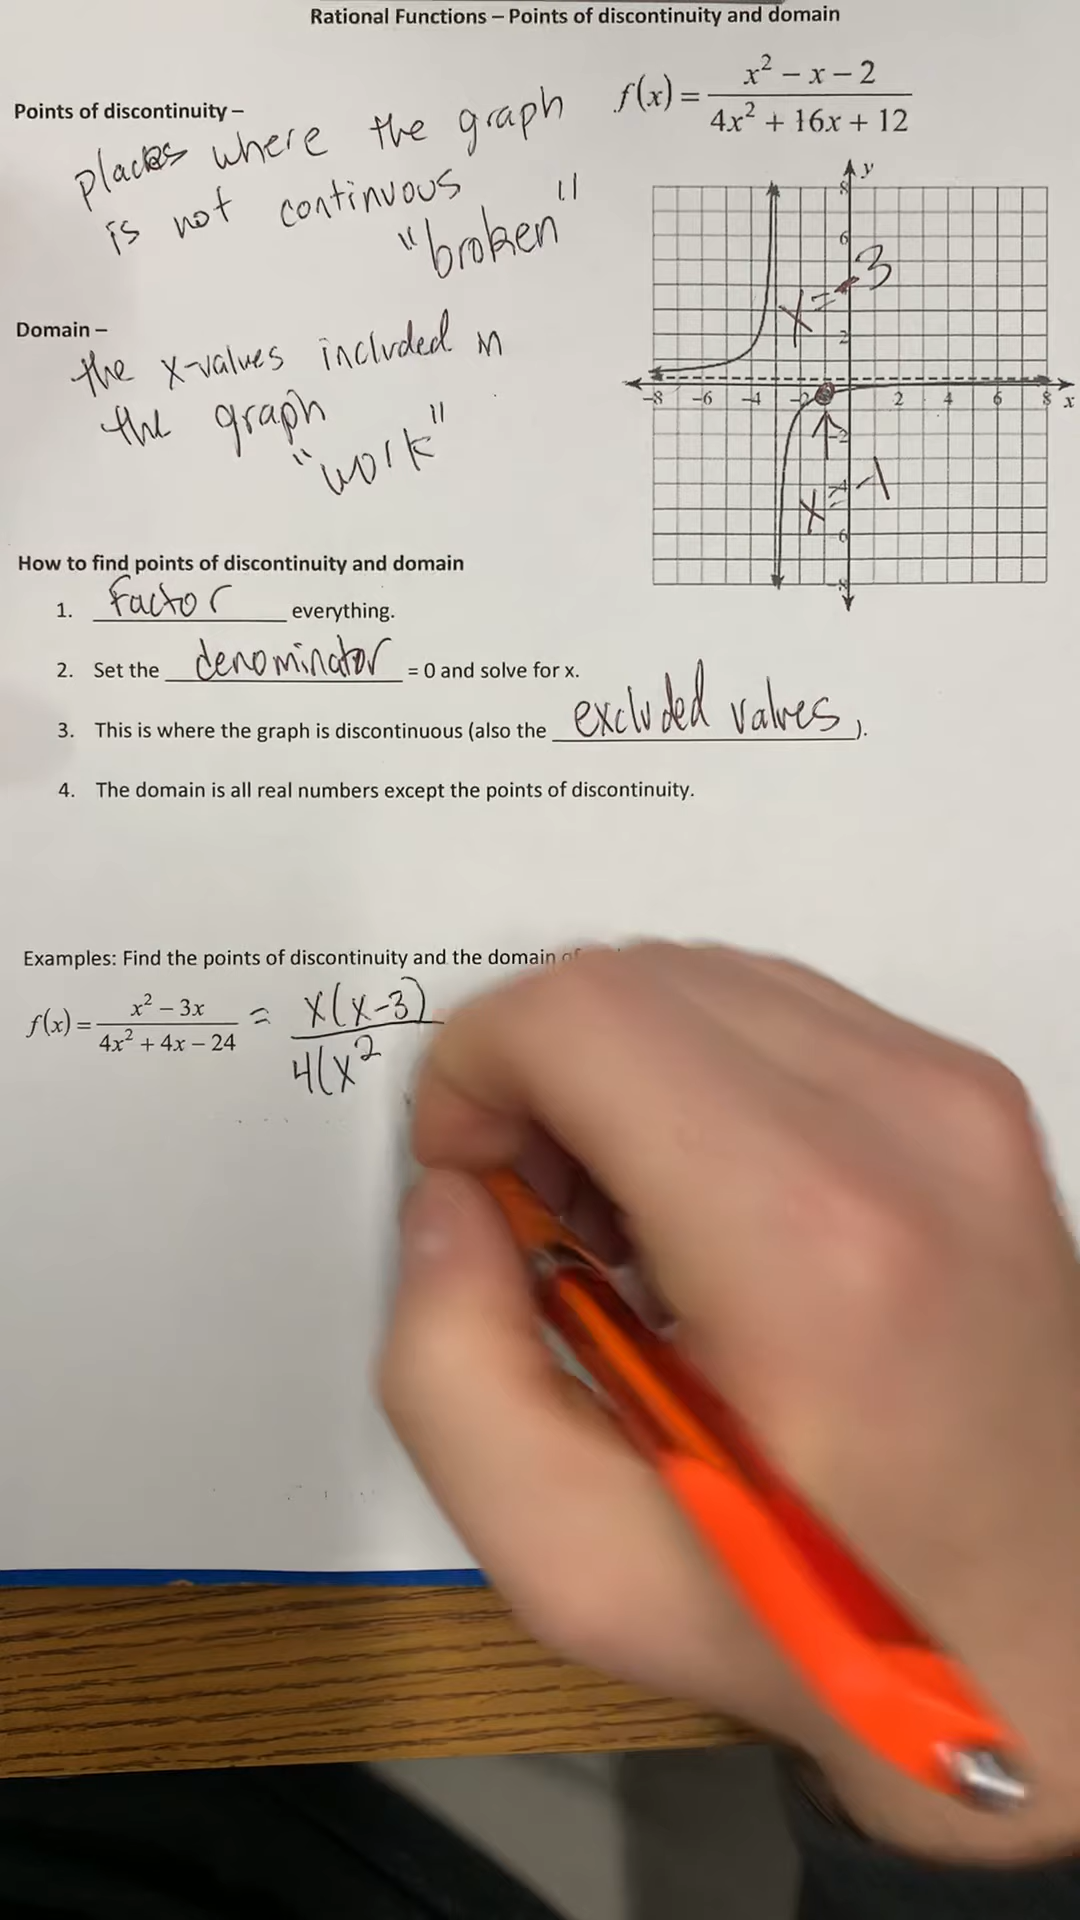 Rational Functions – Points of discontinuity and domain
Points of discontinuity –
places where the graph
is not continuous
"broken"
f(x) = (x² − x − 2) / (4x² + 16x + 12)
y
8
6
x = -3
2
-8 -6 -4 -2 2 4 6 8 x
-2
-4
x = -1
-6
-8
Domain –
the x-values included in
the graph
"work"
How to find points of discontinuity and domain
1. Factor everything.
2. Set the denominator = 0 and solve for x.
3. This is where the graph is discontinuous (also the excluded values).
4. The domain is all real numbers except the points of discontinuity.
Examples: Find the points of discontinuity and the domain
f(x) = (x² − 3x) / (4x² + 4x − 24) = x(x-3) / 4(x²